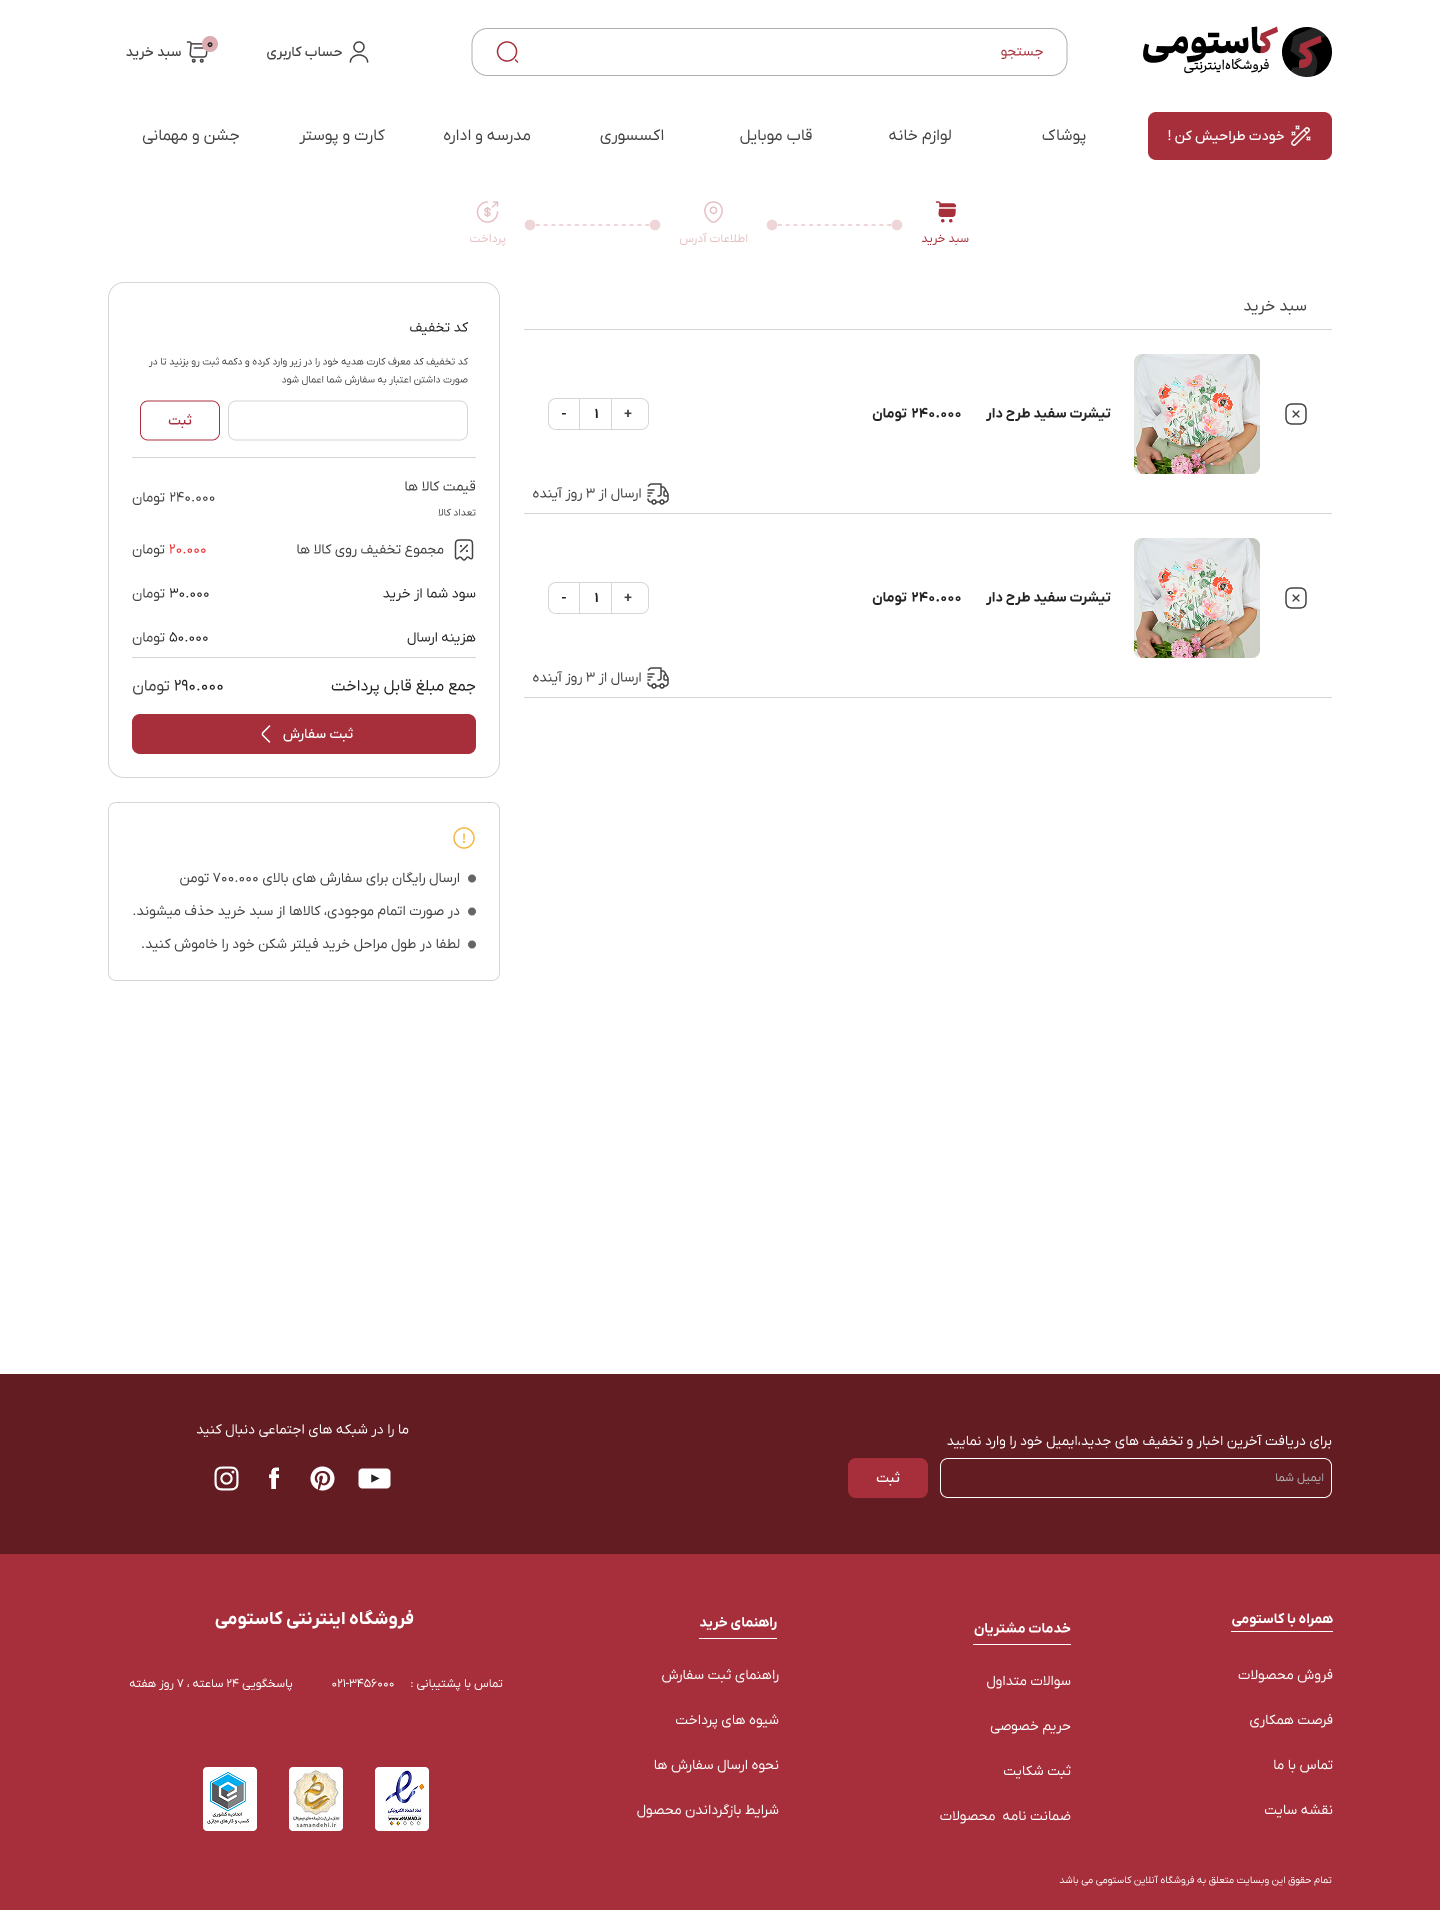 کاستومی
فروشگاه اینترنتی
جستجو
حساب کاربری
۰
سبد خرید
خودت طراحیش کن !
پوشاک
لوازم خانه
قاب موبایل
اکسسوری
مدرسه و اداره
کارت و پوستر
جشن و مهمانی
سبد خرید
اطلاعات آدرس
پرداخت
سبد خرید
تیشرت سفید طرح دار
۲۴۰.۰۰۰ تومان
+ ۱ -
ارسال از ۳ روز آینده
تیشرت سفید طرح دار
۲۴۰.۰۰۰ تومان
+ ۱ -
ارسال از ۳ روز آینده
کد تخفیف
کد تخفیف کد معرف کارت هدیه خود را در زیر وارد کرده و دکمه ثبت رو بزنید تا در
صورت داشتن اعتبار به سفارش شما اعمال شود
ثبت
قیمت کالا ها
۲۴۰.۰۰۰ تومان
تعداد کالا
مجموع تخفیف روی کالا ها
۲۰.۰۰۰ تومان
سود شما از خرید
۳۰.۰۰۰ تومان
هزینه ارسال
۵۰.۰۰۰ تومان
جمع مبلغ قابل پرداخت
۲۹۰.۰۰۰ تومان
ثبت سفارش
ارسال رایگان برای سفارش های بالای ۷۰۰.۰۰۰ تومن
در صورت اتمام موجودی، کالاها از سبد خرید حذف میشوند.
لطفا در طول مراحل خرید فیلتر شکن خود را خاموش کنید.
برای دریافت آخرین اخبار و تخفیف های جدید،ایمیل خود را وارد نمایید
ایمیل شما
ثبت
ما را در شبکه های اجتماعی دنبال کنید
همراه با کاستومی
فروش محصولات
فرصت همکاری
تماس با ما
نقشه سایت
خدمات مشتریان
سوالات متداول
حریم خصوصی
ثبت شکایت
ضمانت نامه محصولات
راهنمای خرید
راهنمای ثبت سفارش
شیوه های پرداخت
نحوه ارسال سفارش ها
شرایط بازگرداندن محصول
فروشگاه اینترنتی کاستومی
تماس با پشتیبانی :
۰۲۱-۳۴۵۶۰۰۰
پاسخگویی ۲۴ ساعته ، ۷ روز هفته
نماد اعتماد الکترونیکی
samandehi.ir
اتحادیه کشوری
کسب و کارهای مجازی
تمام حقوق این وبسایت متعلق به فروشگاه آنلاین کاستومی می باشد